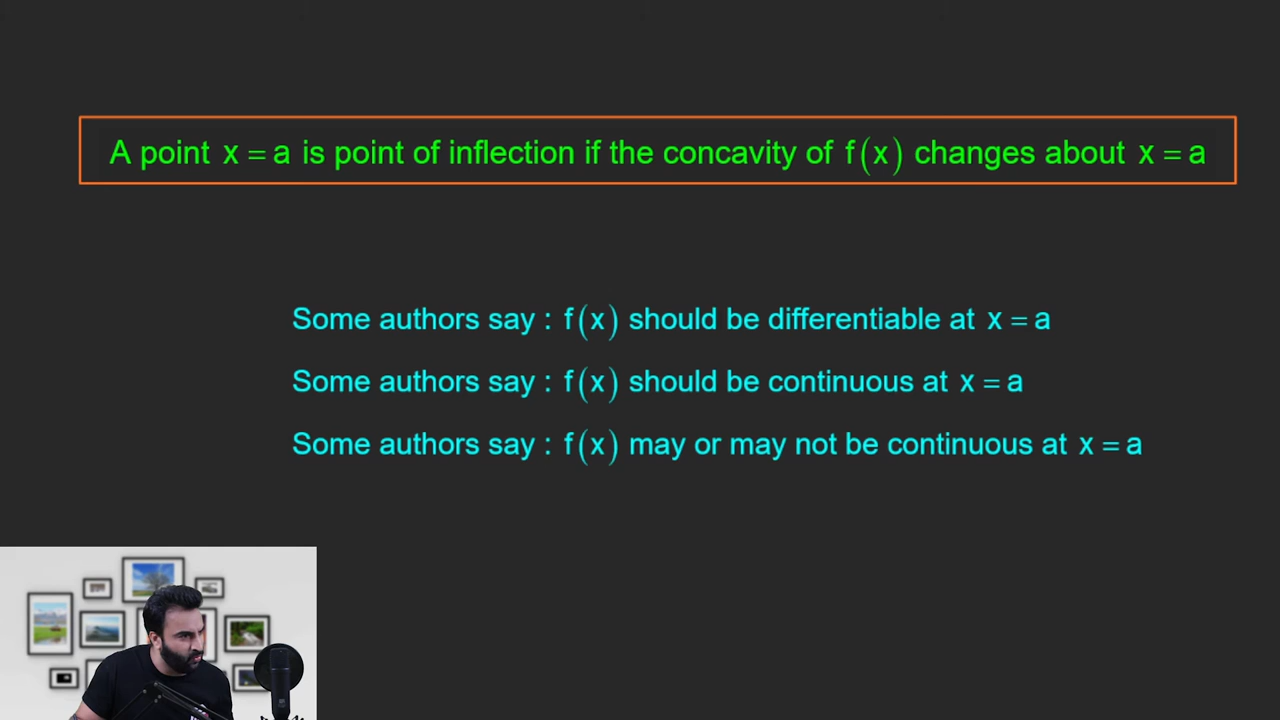 A point x = a is point of inflection if the concavity of f(x) changes about x = a
Some authors say : f(x) should be differentiable at x = a
Some authors say : f(x) should be continuous at x = a
Some authors say : f(x) may or may not be continuous at x = a